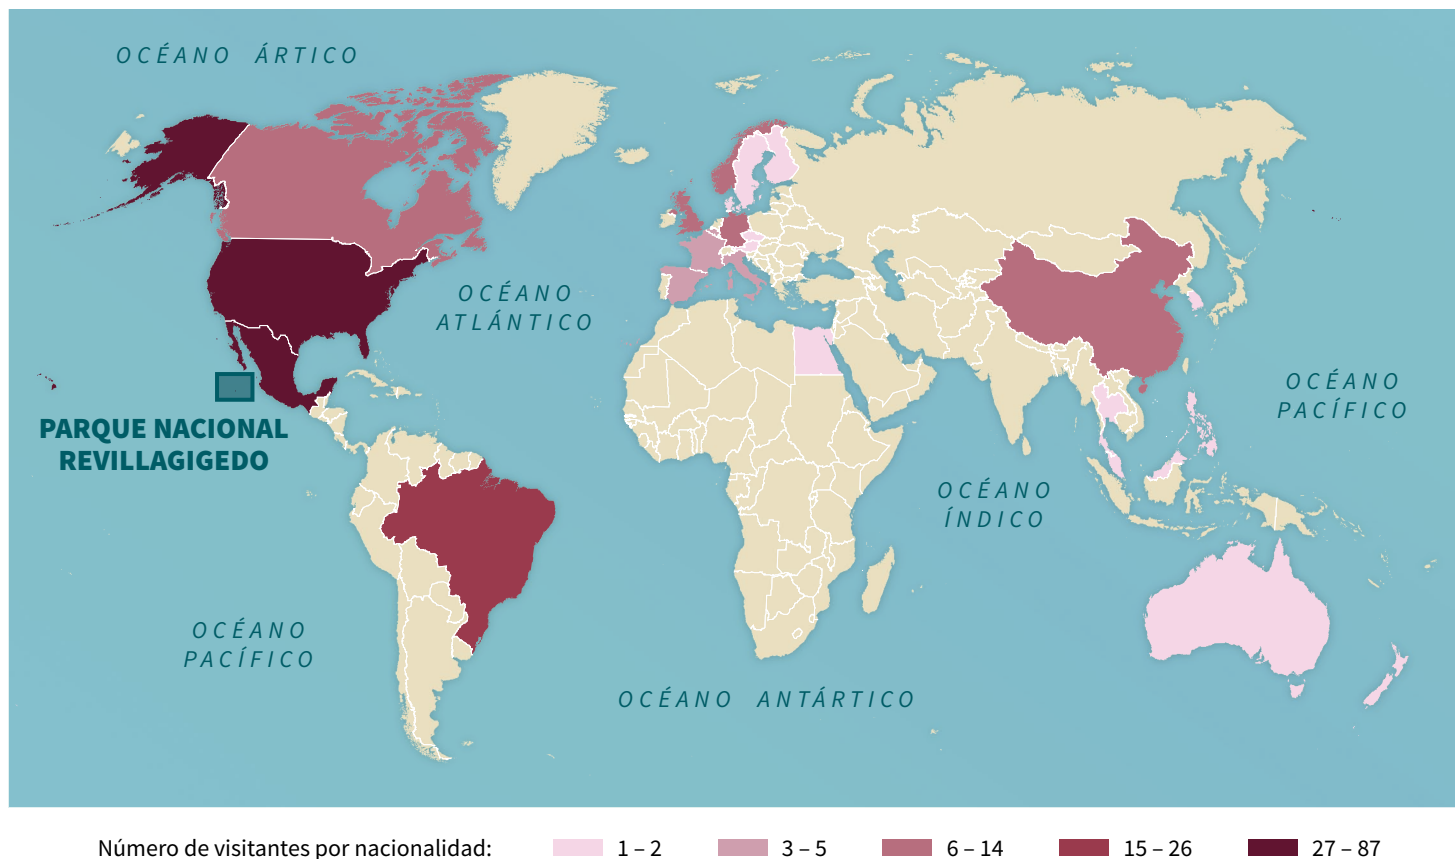 OCÉANO ÁRTICO
OCÉANO
ATLÁNTICO
PARQUE NACIONAL
REVILLAGIGEDO
OCÉANO
PACÍFICO
OCÉANO
ÍNDICO
OCÉANO
PACÍFICO
OCÉANO ANTÁRTICO
Número de visitantes por nacionalidad: 1 – 2 3 – 5 6 – 14 15 – 26 27 – 87